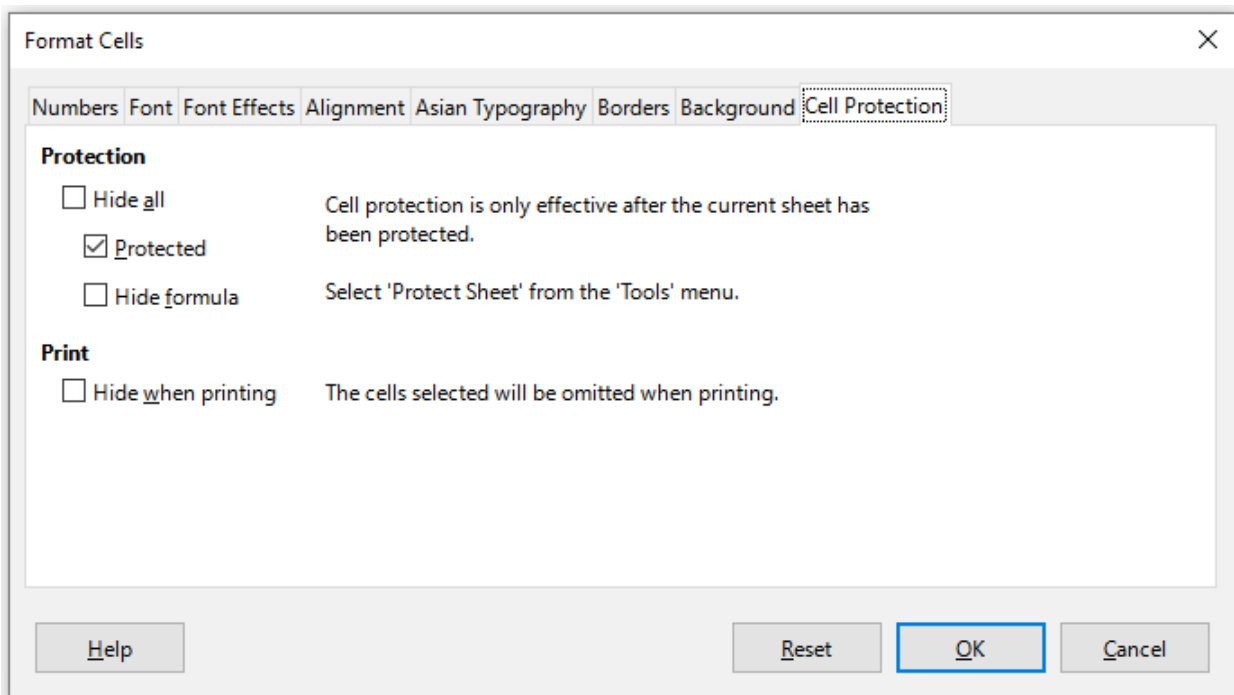 Format Cells
Numbers Font Font Effects Alignment Asian Typography Borders Background Cell Protection
Protection
Hide all
Cell protection is only effective after the current sheet has
been protected.
Protected
Hide formula
Select 'Protect Sheet' from the 'Tools' menu.
Print
Hide when printing
The cells selected will be omitted when printing.
Help
Reset
OK
Cancel